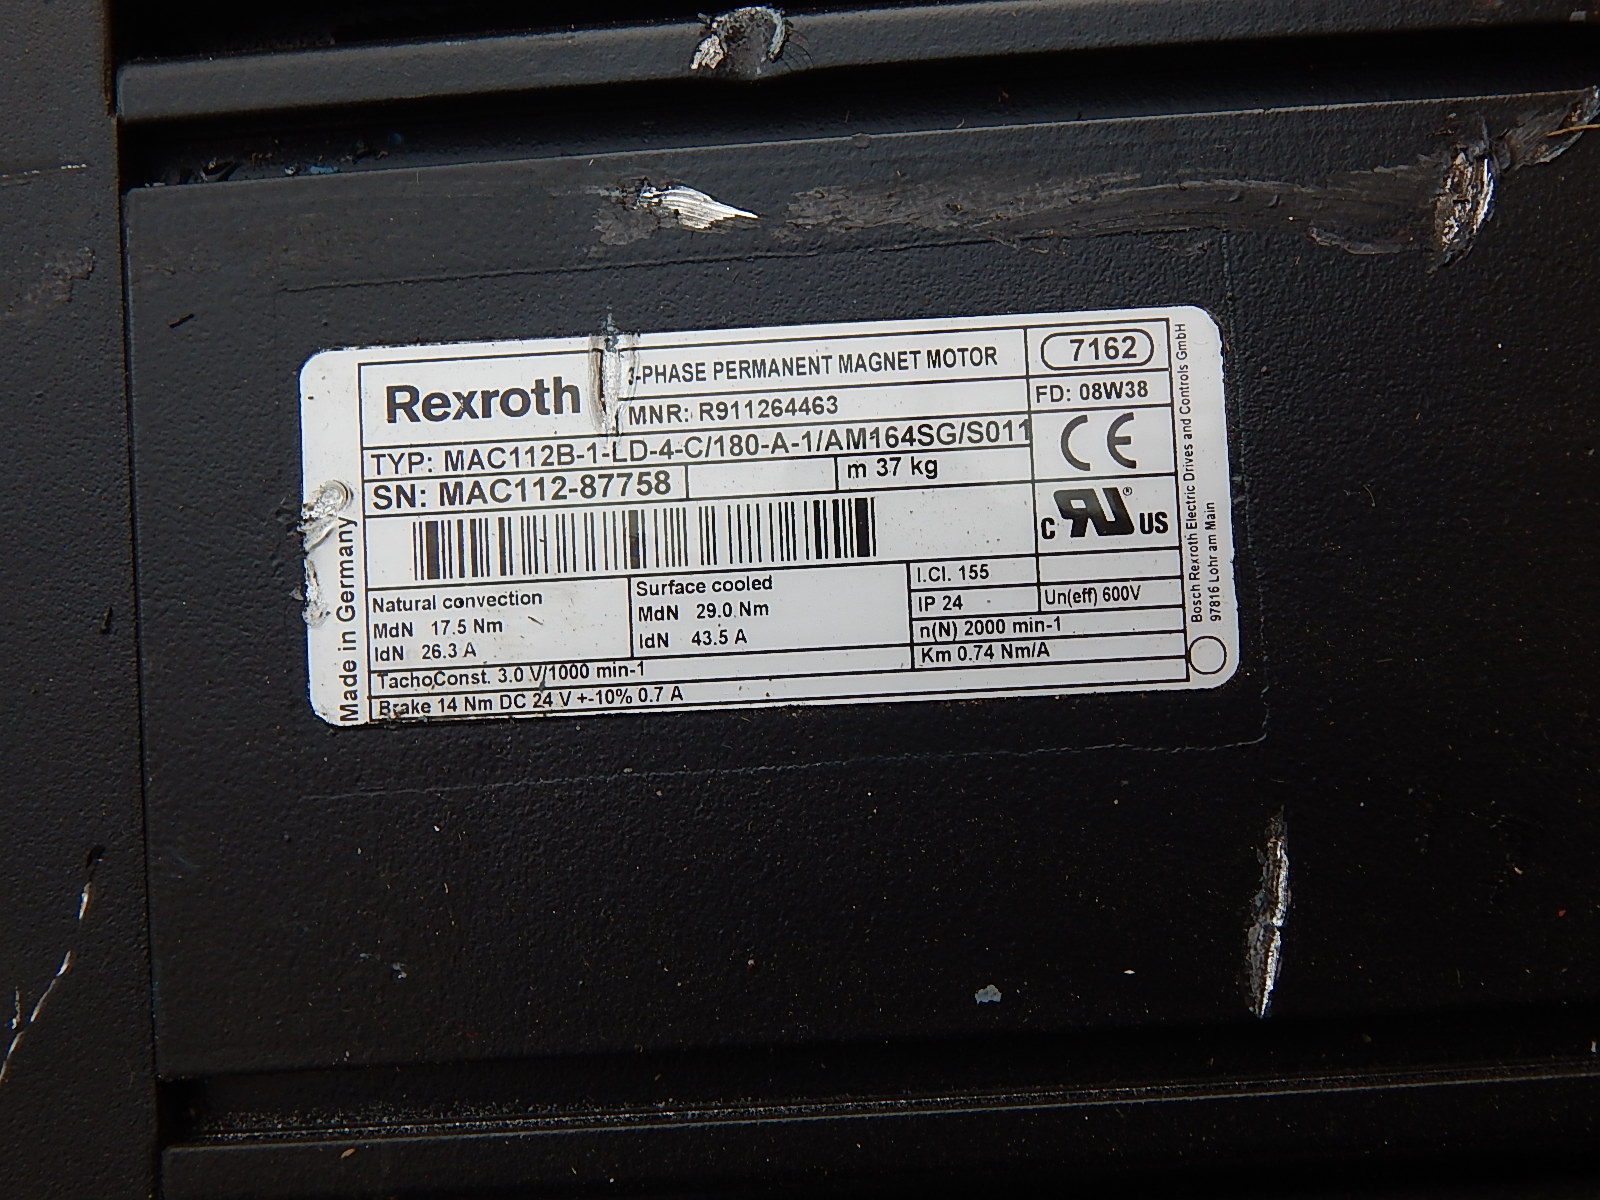 Rexroth
3-PHASE PERMANENT MAGNET MOTOR
7162
MNR: R911264463
FD: 08W38
TYP: MAC112B-1-LD-4-C/180-A-1/AM164SG/S011
SN: MAC112-87758
m 37 kg
CE
c RU ® US
Natural convection
MdN 17.5 Nm
IdN 26.3 A
Surface cooled
MdN 29.0 Nm
IdN 43.5 A
I.Cl. 155
IP 24
Un(eff) 600V
n(N) 2000 min-1
Km 0.74 Nm/A
TachoConst. 3.0 V/1000 min-1
Brake 14 Nm DC 24 V +-10% 0.7 A
Made in Germany
Bosch Rexroth Electric Drives and Controls GmbH
97816 Lohr am Main